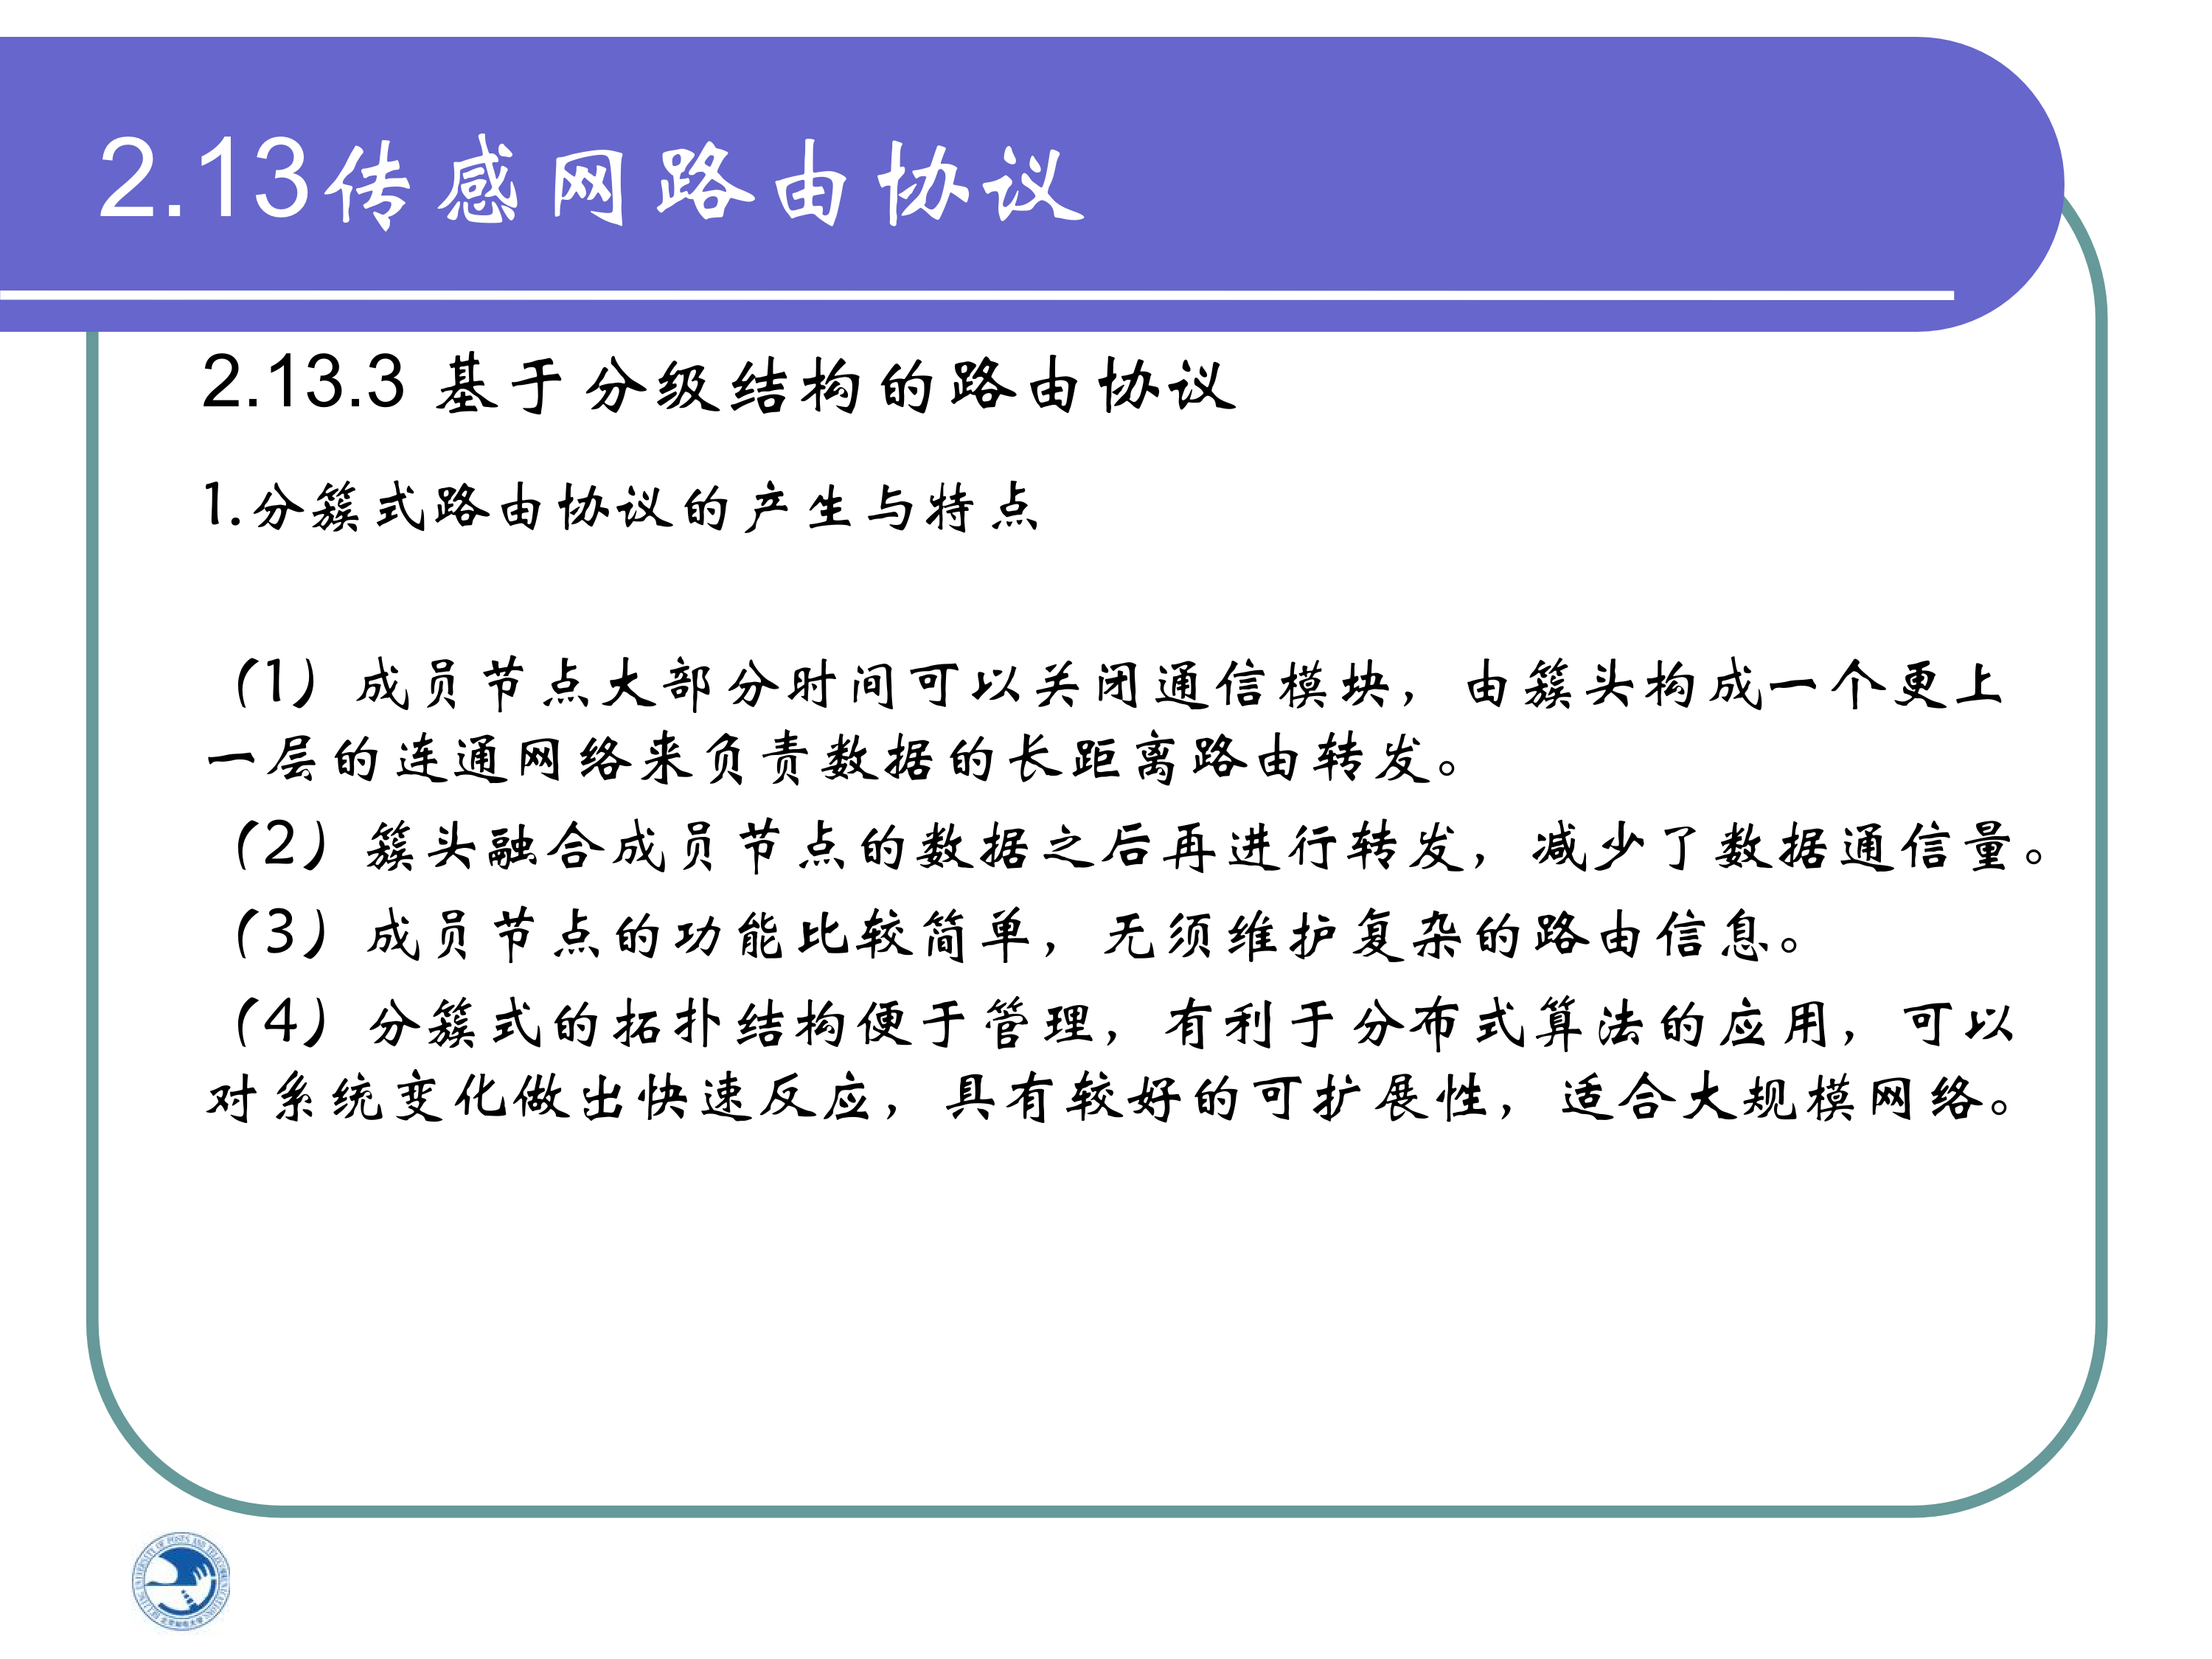 2.13传感网路由协议
2.13.3 基于分级结构的路由协议
1.分簇式路由协议的产生与特点
(1) 成员节点大部分时间可以关闭通信模块，由簇头构成一个更上
一层的连通网络来负责数据的长距离路由转发。
(2) 簇头融合成员节点的数据之后再进行转发，减少了数据通信量。
(3) 成员节点的功能比较简单，无须维护复杂的路由信息。
(4) 分簇式的拓扑结构便于管理，有利于分布式算法的应用，可以
对系统变化做出快速反应，具有较好的可扩展性，适合大规模网络。